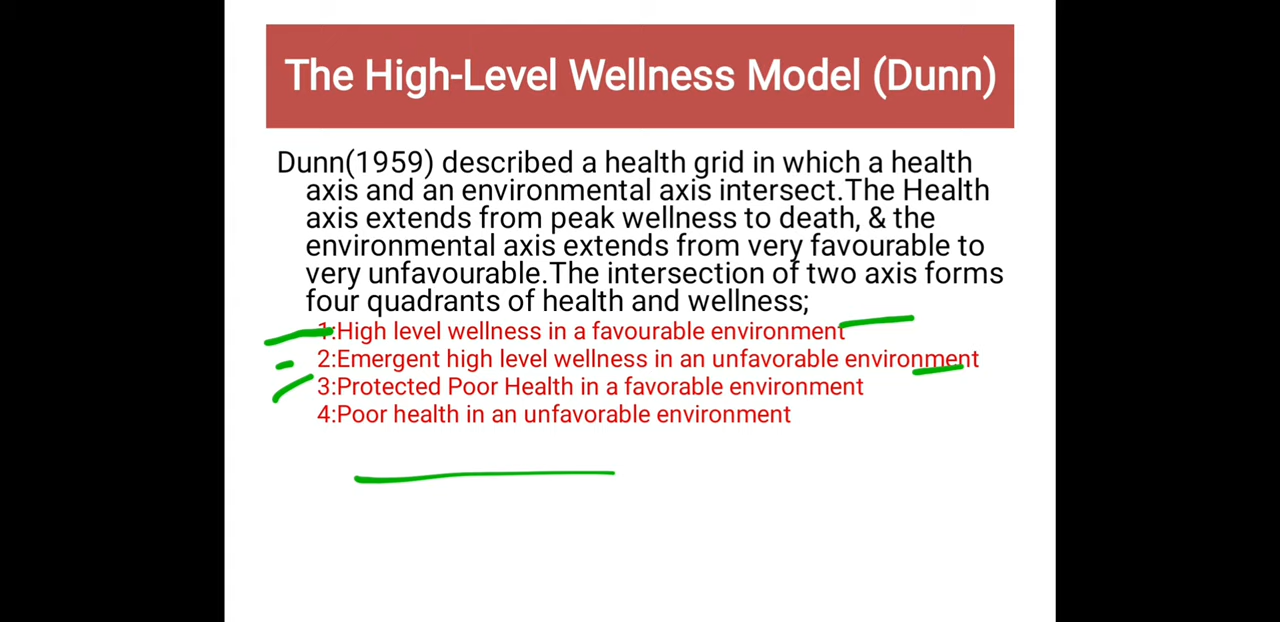 The High-Level Wellness Model (Dunn)
Dunn(1959) described a health grid in which a health
axis and an environmental axis intersect.The Health
axis extends from peak wellness to death, & the
environmental axis extends from very favourable to
very unfavourable.The intersection of two axis forms
four quadrants of health and wellness;
1:High level wellness in a favourable environment
2:Emergent high level wellness in an unfavorable environment
3:Protected Poor Health in a favorable environment
4:Poor health in an unfavorable environment